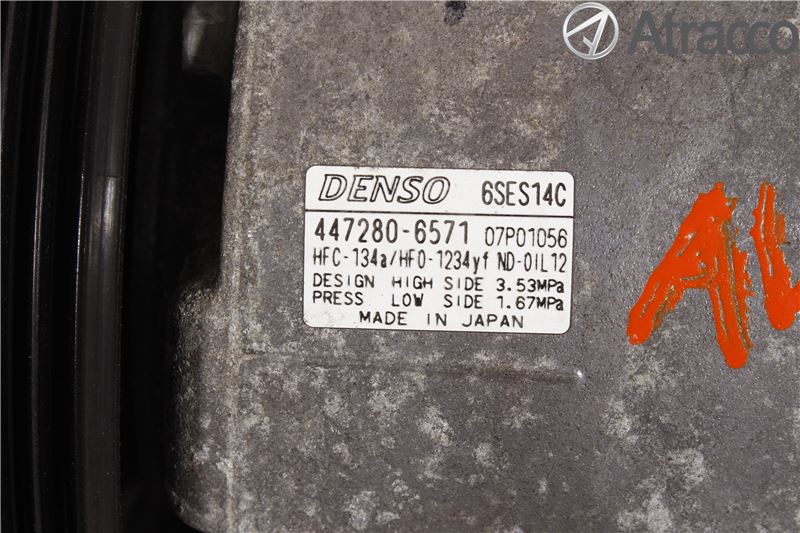 Atracco
DENSO 6SES14C
447280-6571 07P01056
HFC-134a/HFO-1234yf ND-OIL12
DESIGN HIGH SIDE 3.53MPa
PRESS LOW SIDE 1.67MPa
MADE IN JAPAN